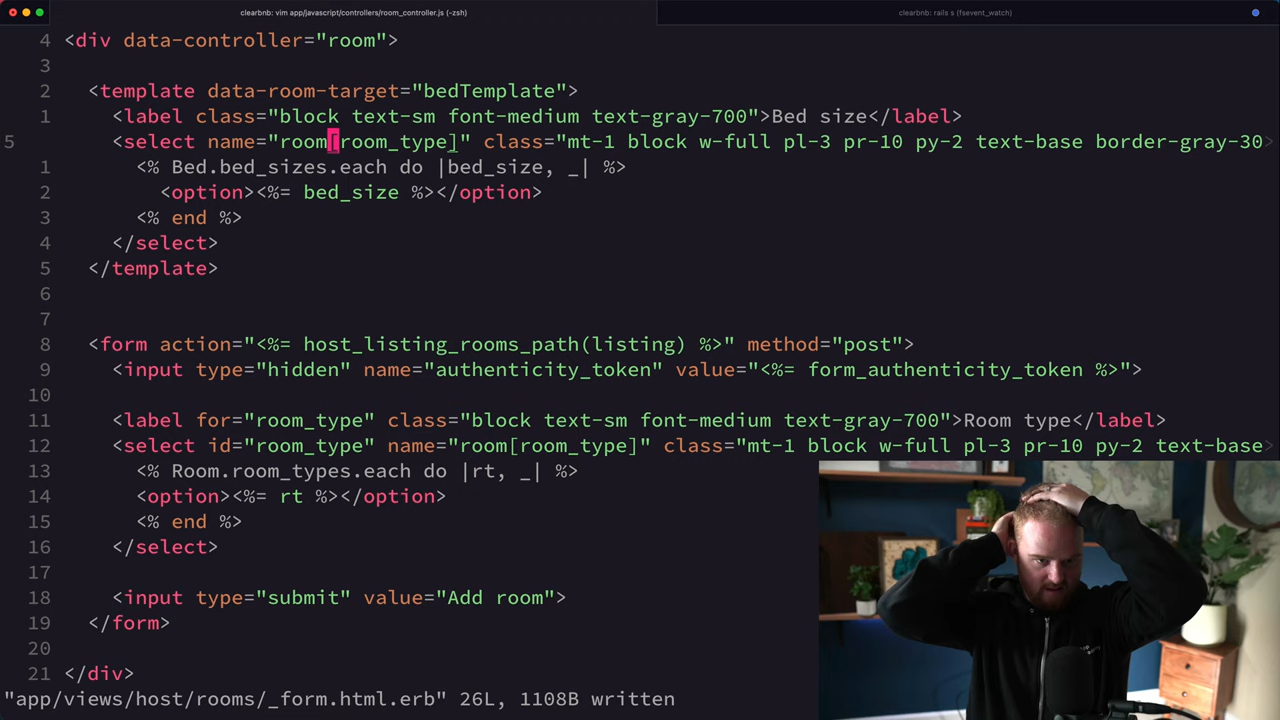 clearbnb: vim app/javascript/controllers/room_controller.js (-zsh)
clearbnb: rails s (fsevent_watch)
4 <div data-controller="room">
3
2 <template data-room-target="bedTemplate">
1 <label class="block text-sm font-medium text-gray-700">Bed size</label>
5 <select name="room[room_type]" class="mt-1 block w-full pl-3 pr-10 py-2 text-base border-gray-30>
1 <% Bed.bed_sizes.each do |bed_size, _| %>
2 <option><%= bed_size %></option>
3 <% end %>
4 </select>
5 </template>
6
7
8 <form action="<%= host_listing_rooms_path(listing) %>" method="post">
9 <input type="hidden" name="authenticity_token" value="<%= form_authenticity_token %>">
10
11 <label for="room_type" class="block text-sm font-medium text-gray-700">Room type</label>
12 <select id="room_type" name="room[room_type]" class="mt-1 block w-full pl-3 pr-10 py-2 text-base>
13 <% Room.room_types.each do |rt, _| %>
14 <option><%= rt %></option>
15 <% end %>
16 </select>
17
18 <input type="submit" value="Add room">
19 </form>
20
21 </div>
"app/views/host/rooms/_form.html.erb" 26L, 1108B written